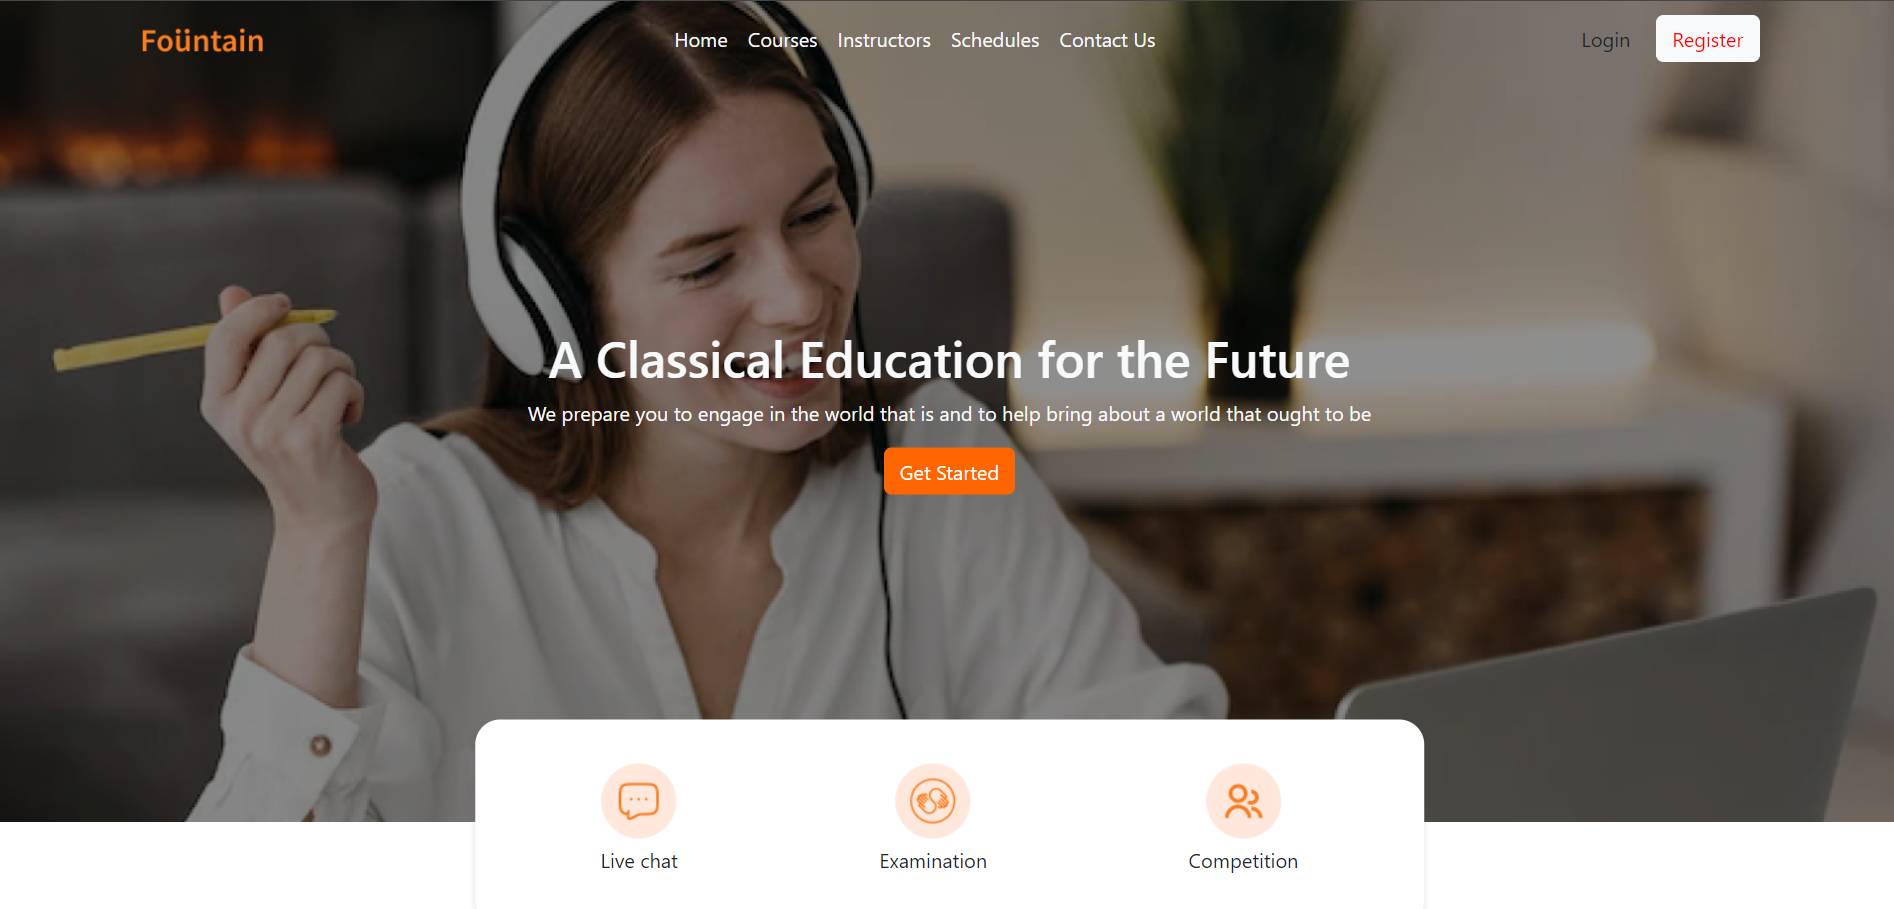 Foüntain
Home Courses Instructors Schedules Contact Us
Login Register
A Classical Education for the Future
We prepare you to engage in the world that is and to help bring about a world that ought to be
Get Started
Live chat Examination Competition